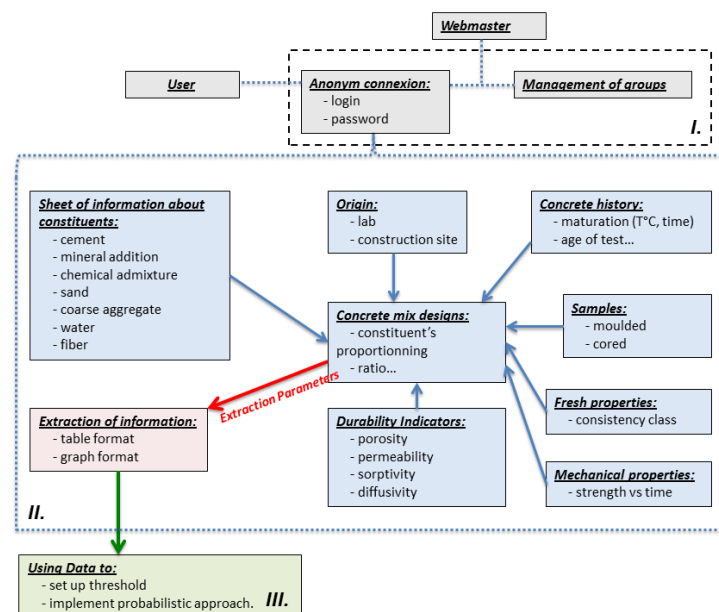 Webmaster
User
Anonym connexion:
- login
- password
Management of groups
I.
Sheet of information about
constituents:
- cement
- mineral addition
- chemical admixture
- sand
- coarse aggregate
- water
- fiber
Origin:
- lab
- construction site
Concrete history:
- maturation (T°C, time)
- age of test...
Concrete mix designs:
- constituent's
proportionning
- ratio...
Samples:
- moulded
- cored
Extraction Parameters
Extraction of information:
- table format
- graph format
Durability Indicators:
- porosity
- permeability
- sorptivity
- diffusivity
Fresh properties:
- consistency class
Mechanical properties:
- strength vs time
II.
Using Data to:
- set up threshold
- implement probabilistic approach.
III.